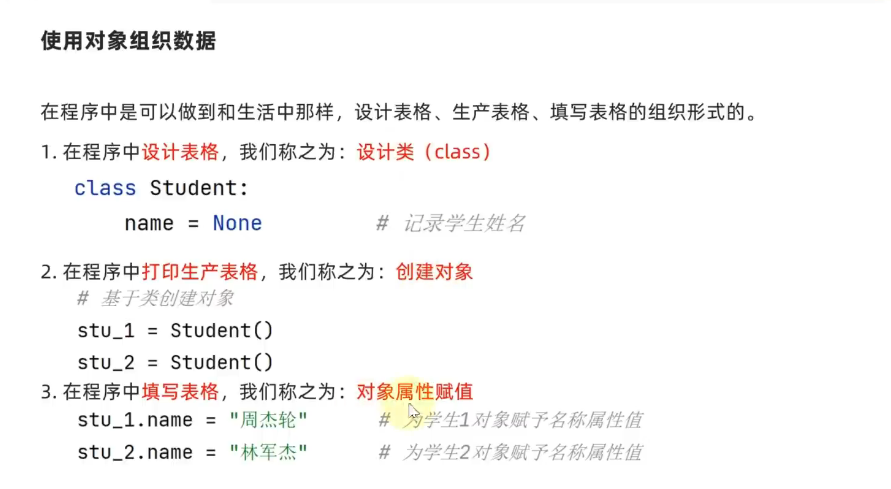 使用对象组织数据
在程序中是可以做到和生活中那样，设计表格、生产表格、填写表格的组织形式的。
1. 在程序中设计表格，我们称之为：设计类（class）
class Student:
    name = None         # 记录学生姓名
2. 在程序中打印生产表格，我们称之为：创建对象
# 基于类创建对象
stu_1 = Student()
stu_2 = Student()
3. 在程序中填写表格，我们称之为：对象属性赋值
stu_1.name = "周杰轮"      # 为学生1对象赋予名称属性值
stu_2.name = "林军杰"      # 为学生2对象赋予名称属性值